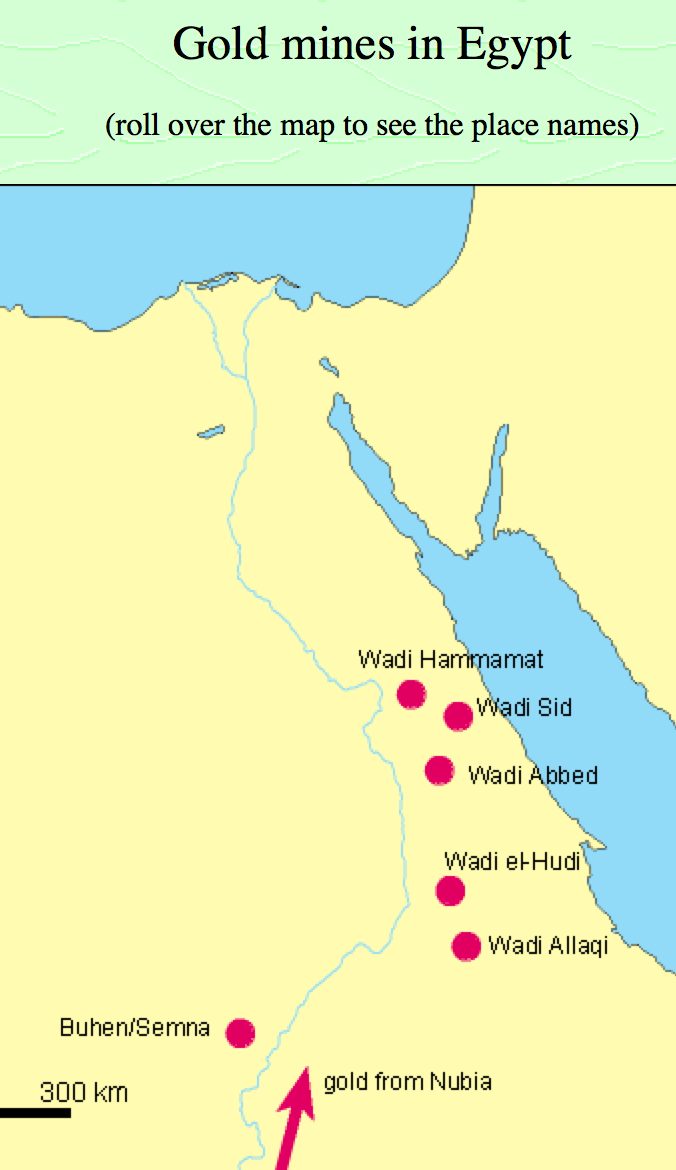 Gold mines in Egypt
(roll over the map to see the place names)
Wadi Hammamat
Wadi Sid
Wadi Abbed
Wadi el-Hudi
Wadi Allaqi
Buhen/Semna
gold from Nubia
300 km